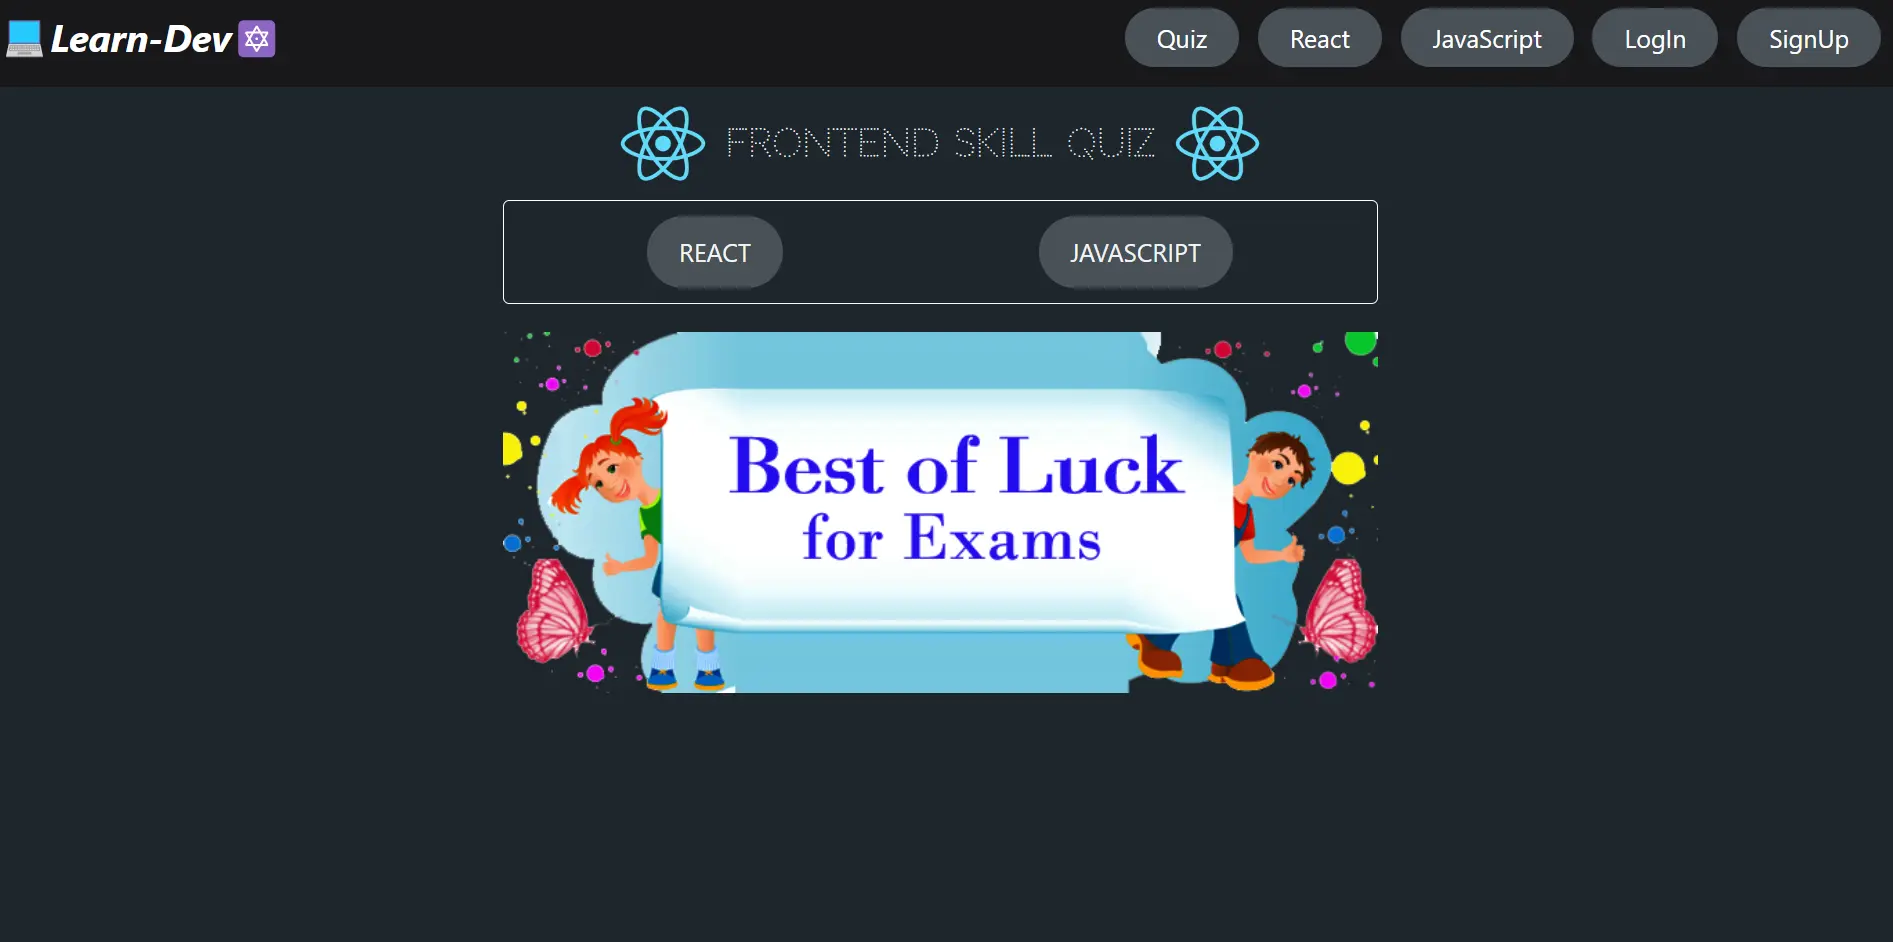 Learn-Dev
Quiz React JavaScript LogIn SignUp
FRONTEND SKILL QUIZ
REACT JAVASCRIPT
Best of Luck
for Exams